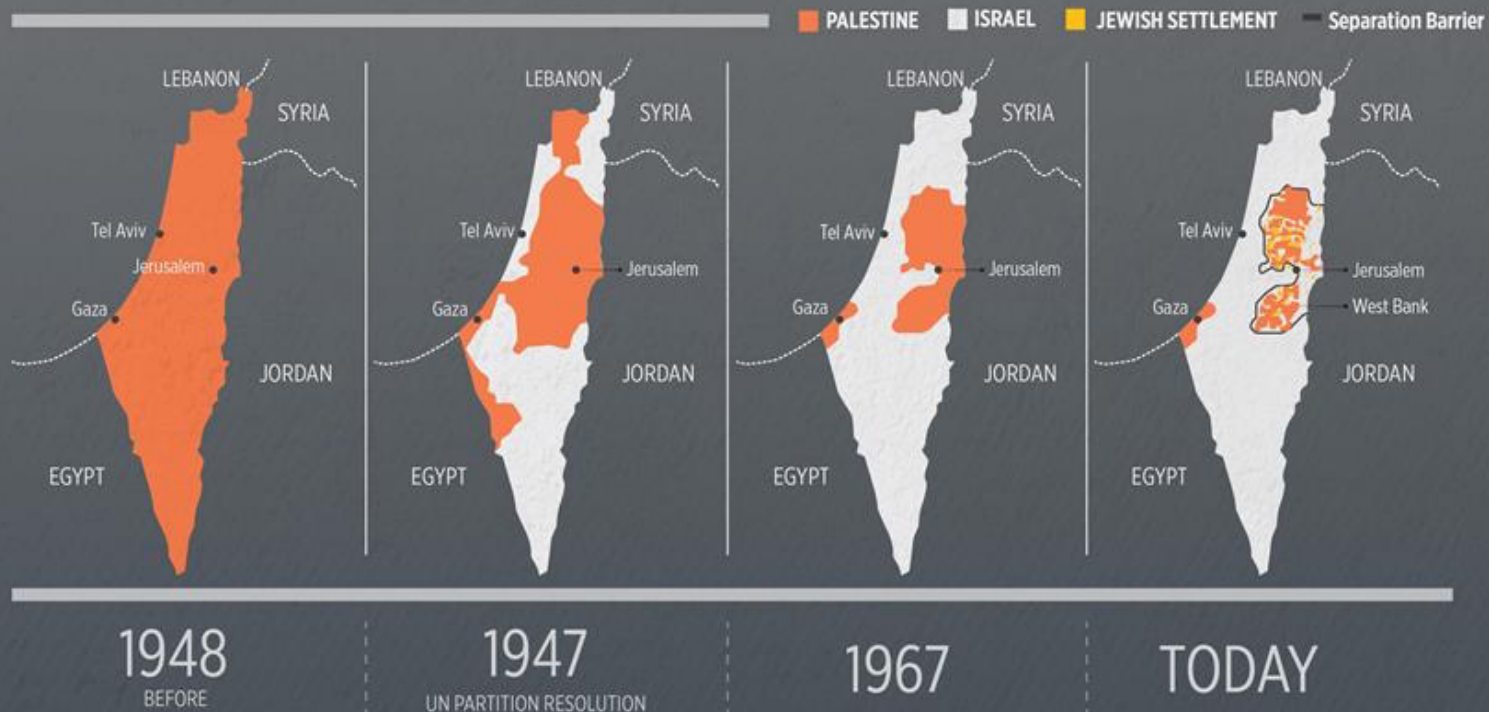 PALESTINE ISRAEL JEWISH SETTLEMENT Separation Barrier
LEBANON
SYRIA
Tel Aviv
Jerusalem
Gaza
JORDAN
EGYPT
1948
BEFORE
LEBANON
SYRIA
Tel Aviv
Jerusalem
Gaza
JORDAN
EGYPT
1947
UN PARTITION RESOLUTION
LEBANON
SYRIA
Tel Aviv
Jerusalem
Gaza
JORDAN
EGYPT
1967
LEBANON
SYRIA
Tel Aviv
Jerusalem
Gaza
West Bank
JORDAN
EGYPT
TODAY